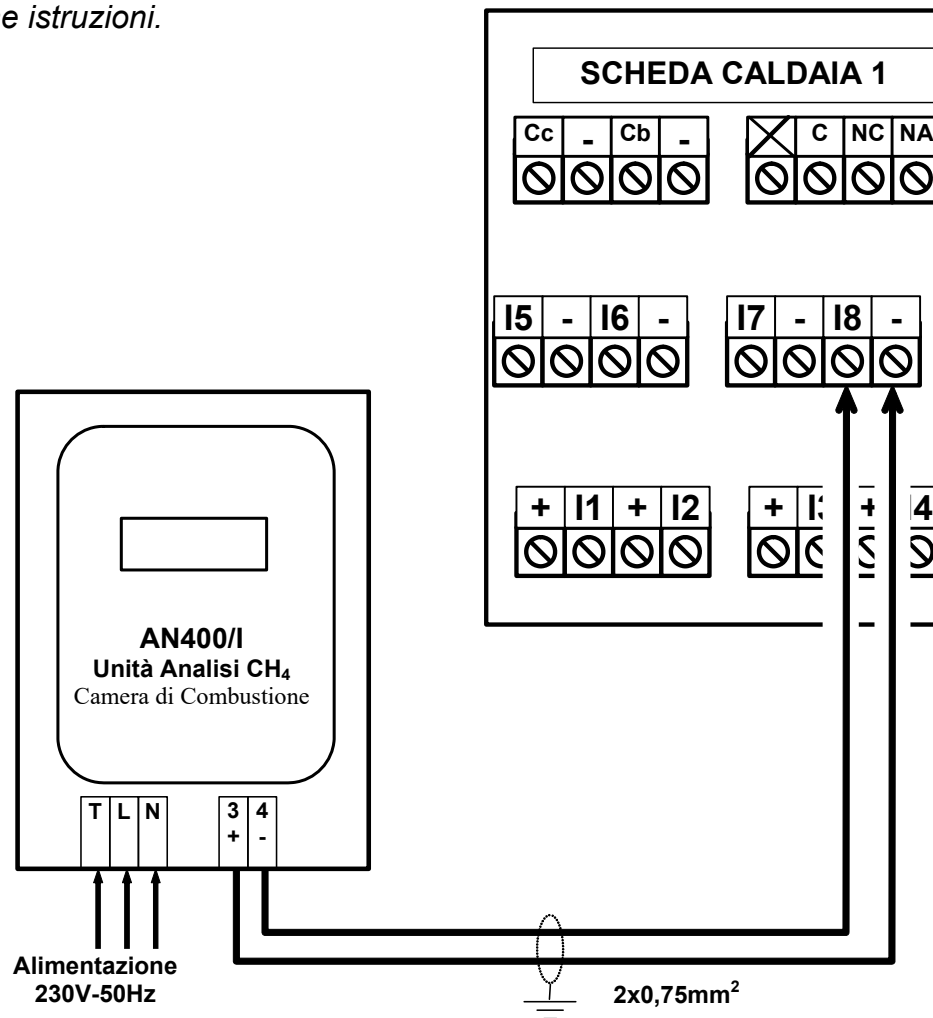 e istruzioni.
SCHEDA CALDAIA 1
Cc - Cb - C NC NA
I5 - I6 - I7 - I8 -
+ I1 + I2 +
AN400/I
Unità Analisi CH₄
Camera di Combustione
T L N 3 4
+ -
Alimentazione
230V-50Hz
2x0,75mm²